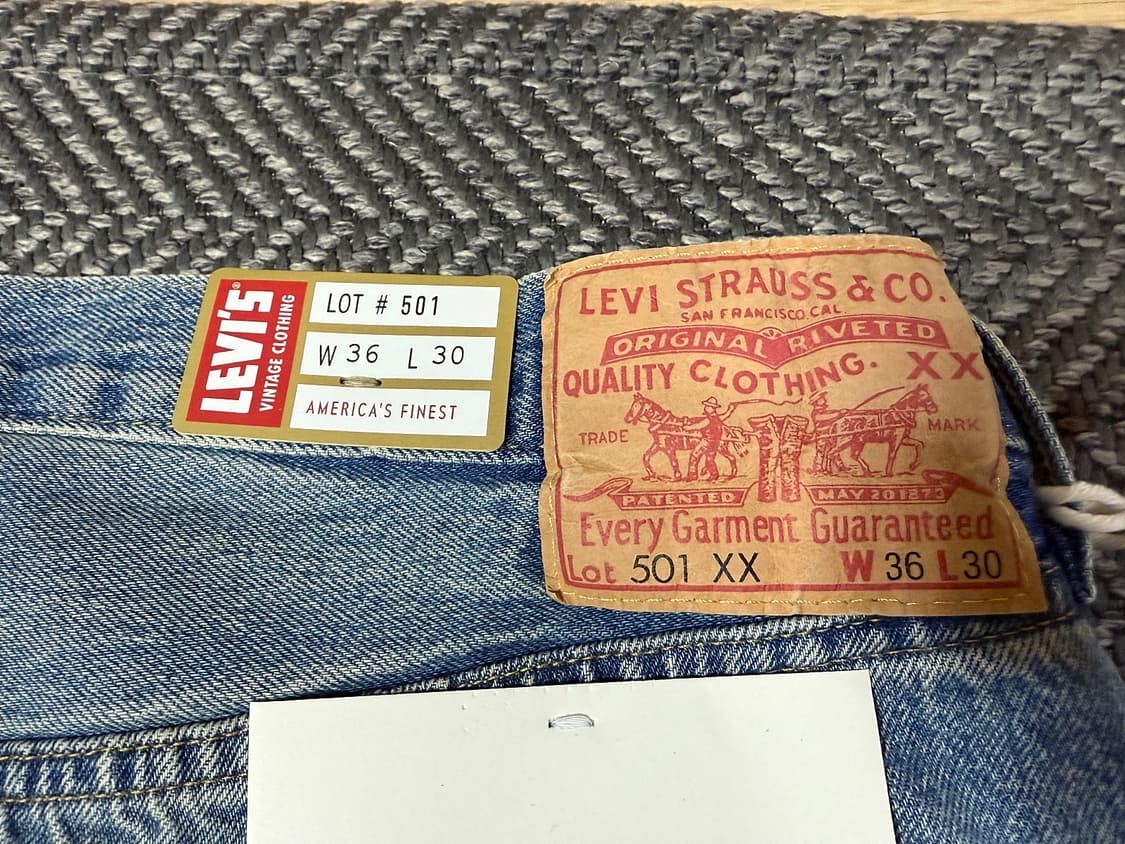 LEVI'S®
VINTAGE CLOTHING
LOT # 501
W 36 L 30
AMERICA'S FINEST
LEVI STRAUSS & CO.
SAN FRANCISCO, CAL.
ORIGINAL RIVETED
QUALITY CLOTHING. XX
TRADE MARK
PATENTED MAY 20 1873
Every Garment Guaranteed
Lot 501 XX W 36 L 30